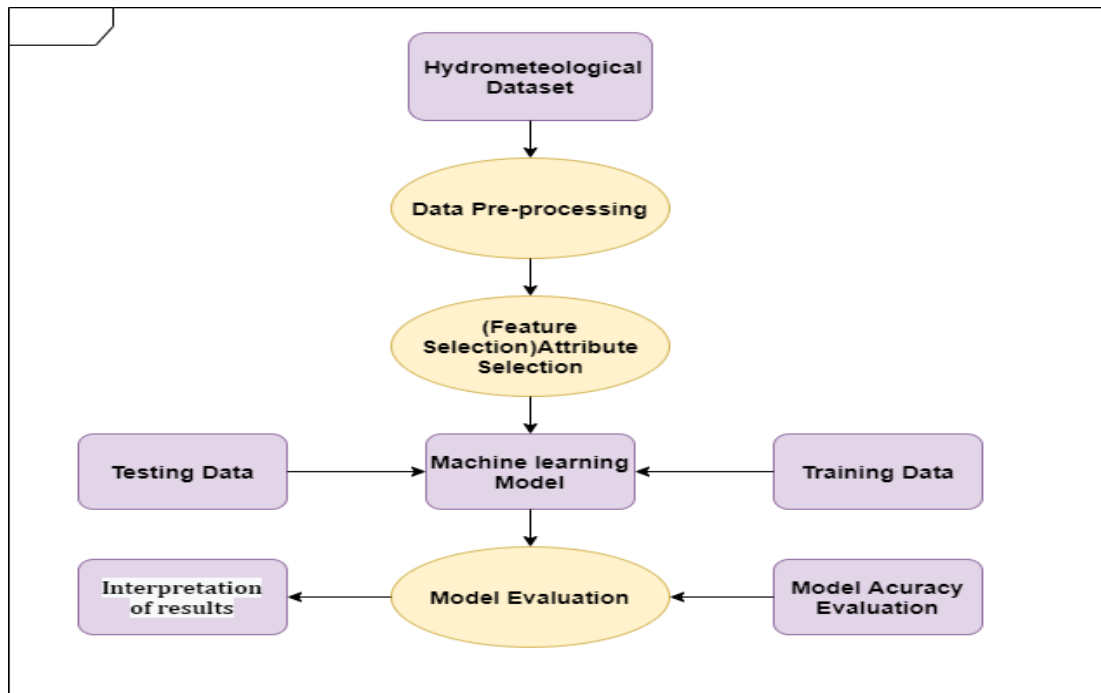 Hydrometeological
Dataset
Data Pre-processing
(Feature
Selection)Attribute
Selection
Testing Data
Machine learning
Model
Training Data
Interpretation
of results
Model Evaluation
Model Acuracy
Evaluation